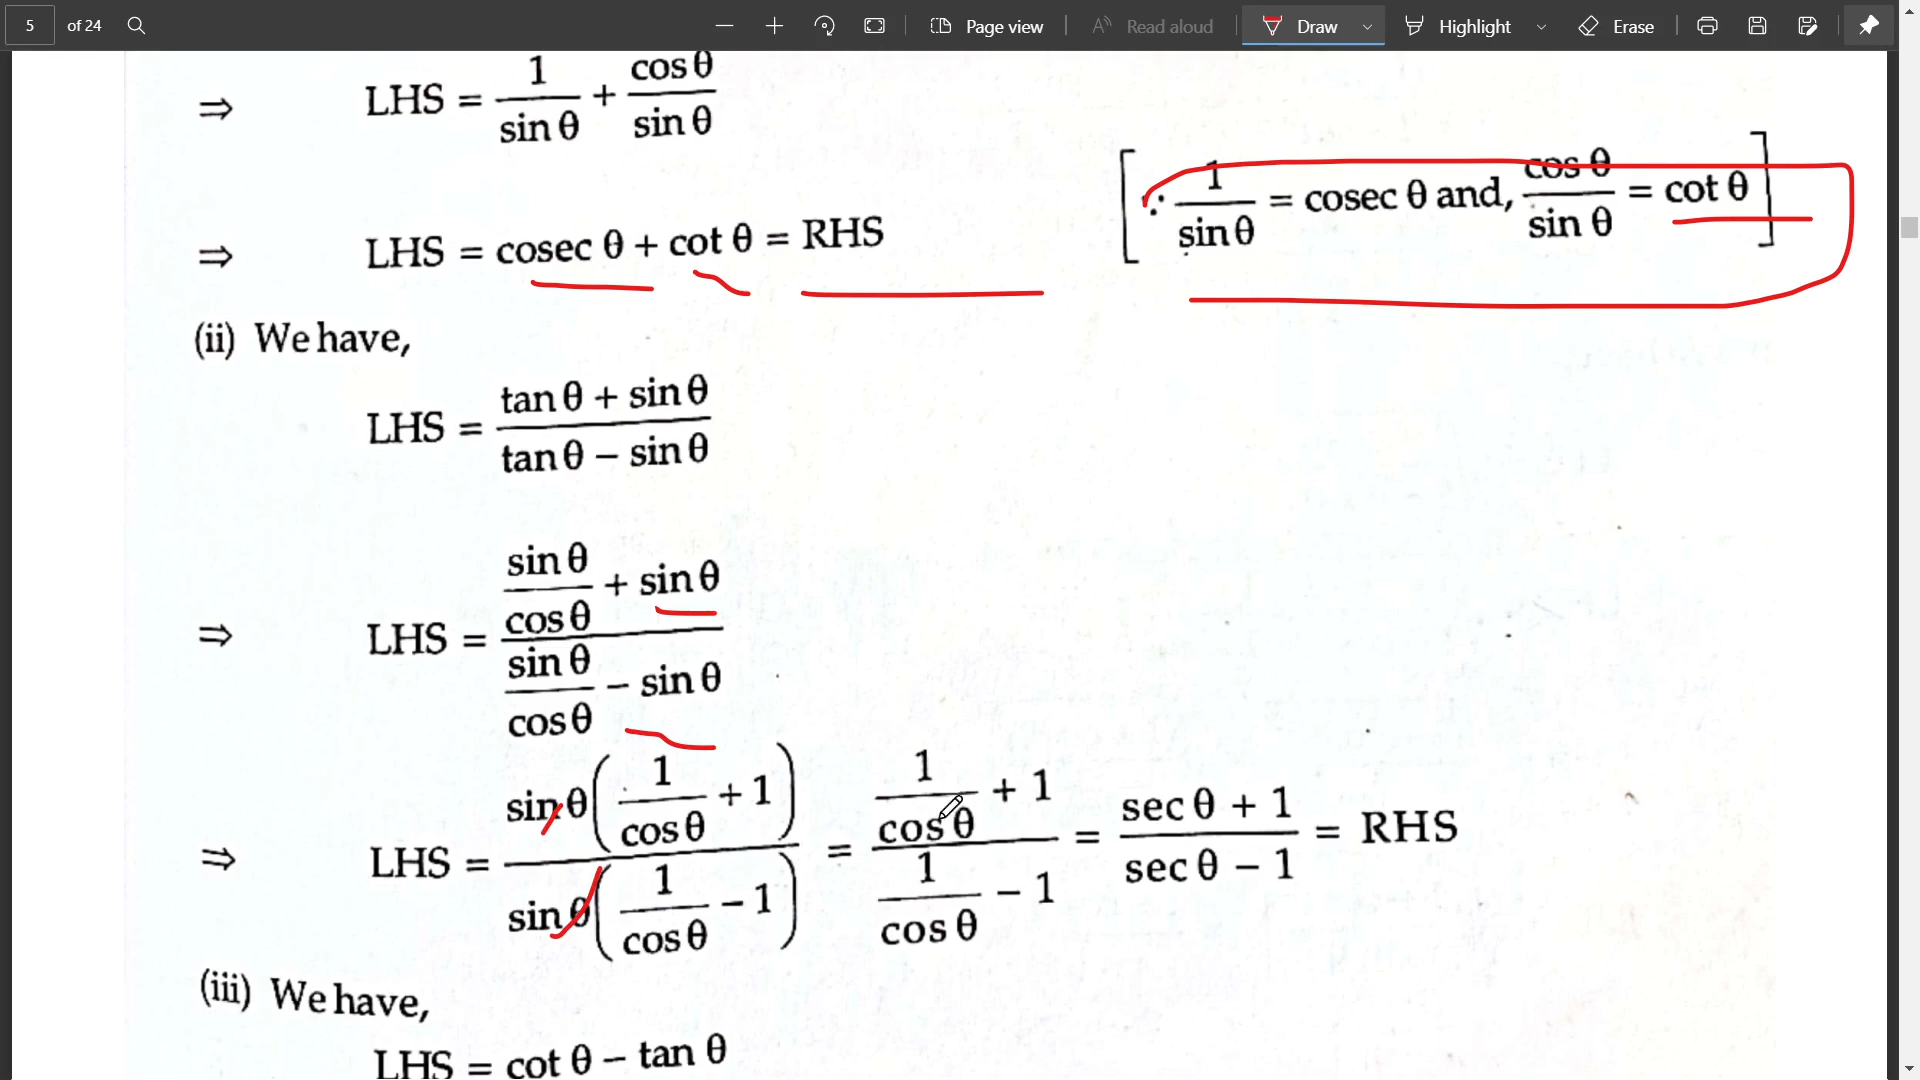 5 of 24 Page view Read aloud Draw Highlight Erase
⇒ LHS = 1/sin θ + cos θ/sin θ
[∵ 1/sin θ = cosec θ and, cos θ/sin θ = cot θ]
⇒ LHS = cosec θ + cot θ = RHS
(ii) We have,
LHS = (tan θ + sin θ)/(tan θ − sin θ)
⇒ LHS = (sin θ/cos θ + sin θ)/(sin θ/cos θ − sin θ)
⇒ LHS = sin θ(1/cos θ + 1)/sin θ(1/cos θ − 1) = (1/cos θ + 1)/(1/cos θ − 1) = (sec θ + 1)/(sec θ − 1) = RHS
(iii) We have,
LHS = cot θ − tan θ